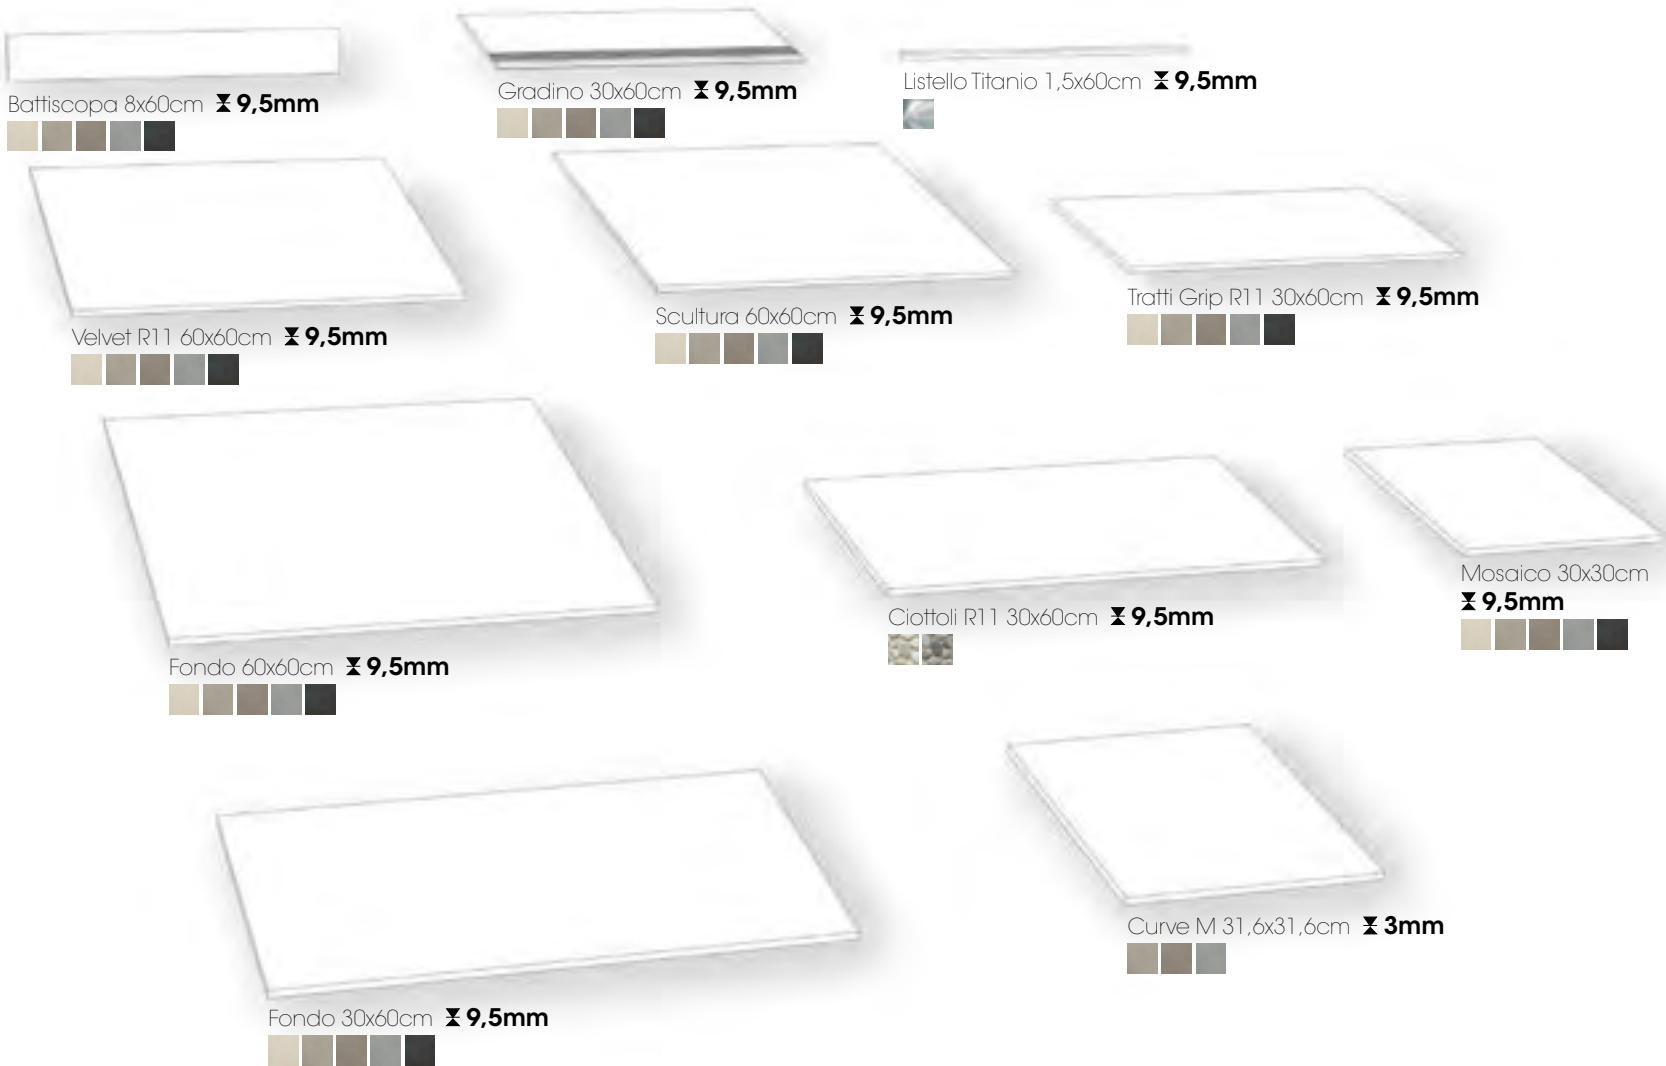 Battiscopa 8x60cm 9,5mm
Gradino 30x60cm 9,5mm
Listello Titanio 1,5x60cm 9,5mm
Velvet R11 60x60cm 9,5mm
Scultura 60x60cm 9,5mm
Tratti Grip R11 30x60cm 9,5mm
Fondo 60x60cm 9,5mm
Ciottoli R11 30x60cm 9,5mm
Mosaico 30x30cm
9,5mm
Curve M 31,6x31,6cm 3mm
Fondo 30x60cm 9,5mm